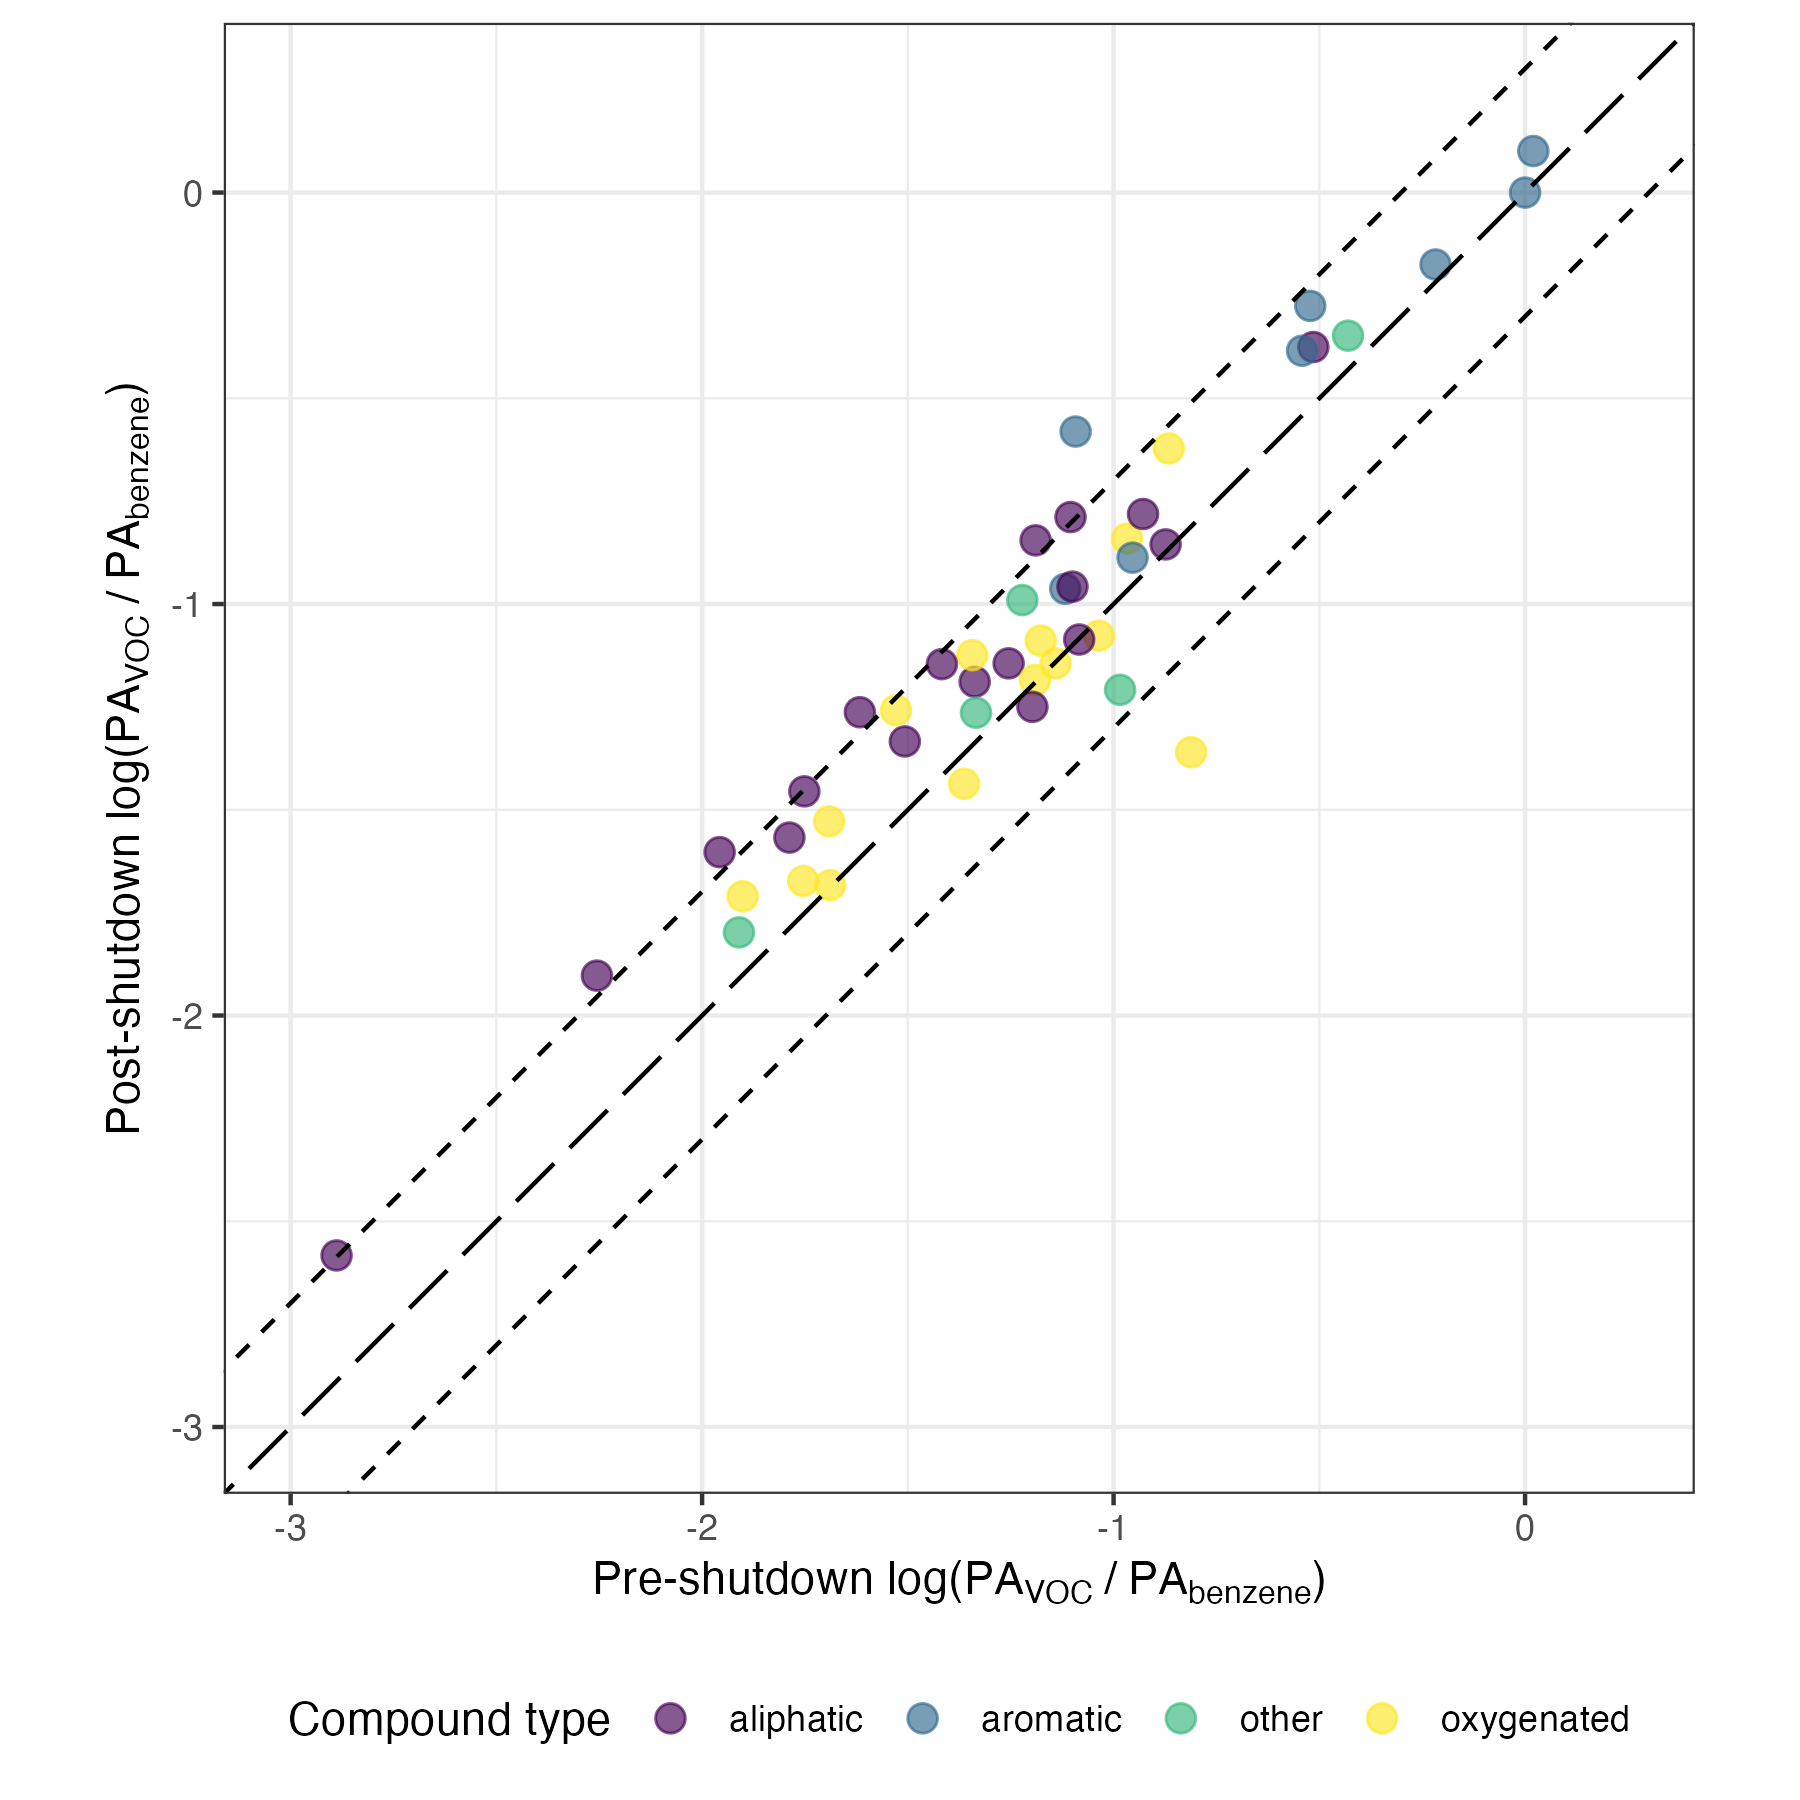 Post-shutdown log(PAVOC / PAbenzene)
0
-1
-2
-3
-3 -2 -1 0
Pre-shutdown log(PAVOC / PAbenzene)
Compound type aliphatic aromatic other oxygenated